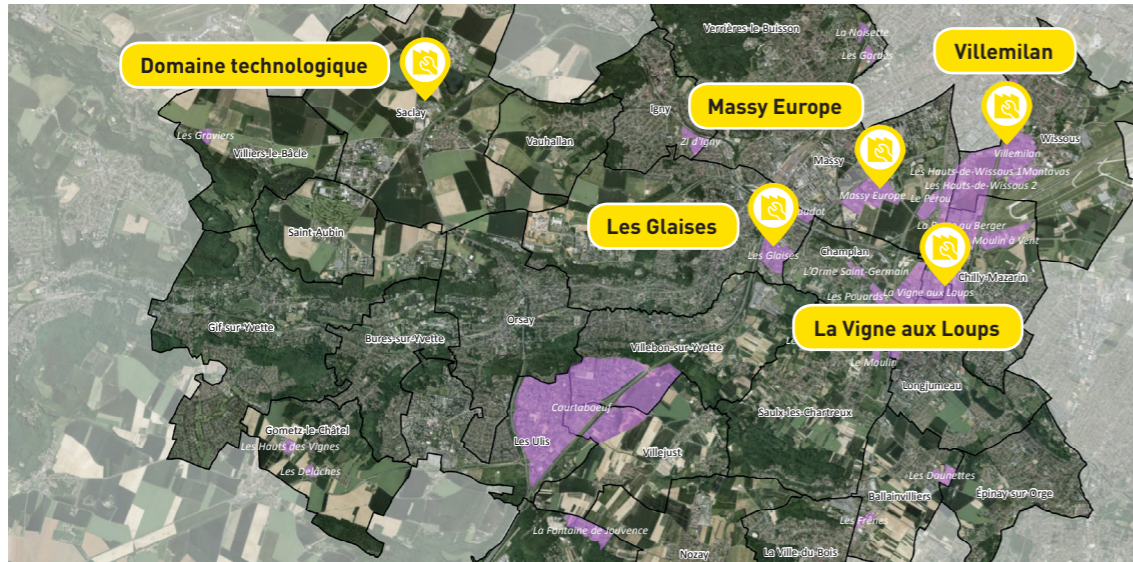 Verrières-le-Buisson
La Noisette
Les Gardes
Villemilan
Domaine technologique
Massy Europe
Saclay
Igny
Zi d'Igny
Vauhallan
Les Graviers
Villiers-le-Bâcle
Massy
Wissous
Villemilan
Les Hauts-de-Wissous 1
Montavas
Les Hauts-de-Wissous 2
Massy Europe
Le Pérou
Les Glaises
Saint-Aubin
Champlan
Moulin à Vent
Les Glaises
L'Orme Saint-Germain
Chilly-Mazarin
La Vigne aux Loups
Les Pouards
La Vigne aux Loups
Gif-sur-Yvette
Bures-sur-Yvette
Orsay
Villebon-sur-Yvette
Le Moulin
Longjumeau
Courtaboeuf
Saulx-les-Chartreux
Gometz-le-Châtel
Les Hauts des Vignes
Les Ulis
Villejust
Les Delâches
Les Daunettes
Ballainvilliers
Épinay-sur-Orge
Les Frênes
La Fontaine de Jouvence
Nozay
La Ville-du-Bois